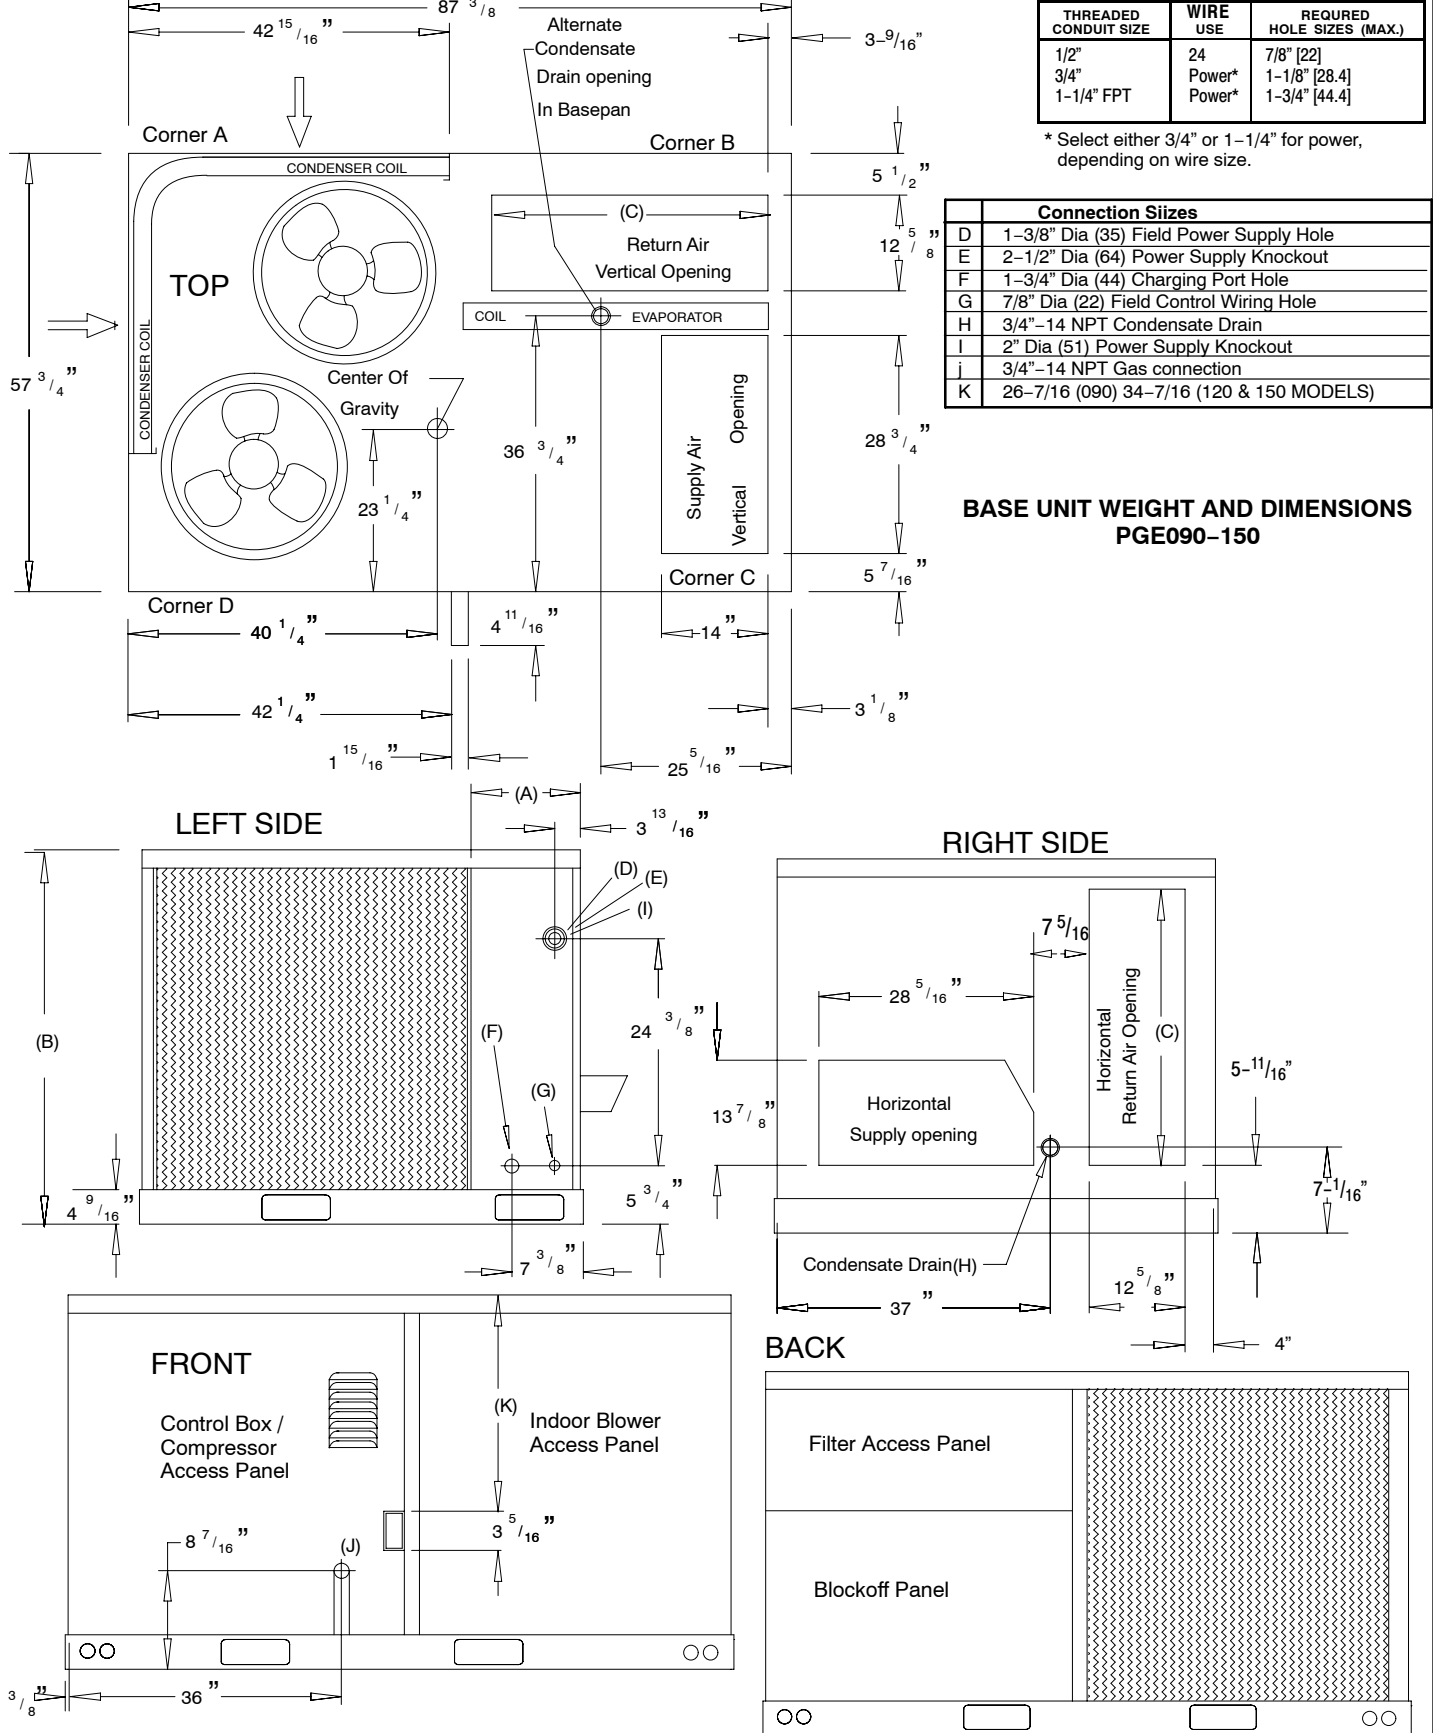 87 3/8"
42 15/16"
Alternate
Condensate
Drain opening
In Basepan
3-9/16"
THREADED CONDUIT SIZE | WIRE USE | REQURED HOLE SIZES (MAX.)
1/2" | 24 | 7/8" [22]
3/4" | Power* | 1-1/8" [28.4]
1-1/4" FPT | Power* | 1-3/4" [44.4]
* Select either 3/4" or 1-1/4" for power,
depending on wire size.
Corner A
Corner B
CONDENSER COIL
5 1/2"
(C)
Return Air
Vertical Opening
12 5/8"
TOP
COIL
EVAPORATOR
CONDENSER COIL
57 3/4"
Center Of
Gravity
36 3/4"
Supply Air
Vertical Opening
28 3/4"
23 1/4"
5 7/16"
Corner C
Corner D
40 1/4"
4 11/16"
14"
42 1/4"
3 1/8"
1 15/16"
25 5/16"
Connection Siizes
D 1-3/8" Dia (35) Field Power Supply Hole
E 2-1/2" Dia (64) Power Supply Knockout
F 1-3/4" Dia (44) Charging Port Hole
G 7/8" Dia (22) Field Control Wiring Hole
H 3/4"-14 NPT Condensate Drain
I 2" Dia (51) Power Supply Knockout
j 3/4"-14 NPT Gas connection
K 26-7/16 (090) 34-7/16 (120 & 150 MODELS)
BASE UNIT WEIGHT AND DIMENSIONS
PGE090-150
LEFT SIDE
(A)
3 13/16"
(D)
(E)
(I)
(B)
(F)
24 3/8"
(G)
4 9/16"
5 3/4"
7 3/8"
RIGHT SIDE
7 5/16
28 5/16"
Horizontal
Return Air Opening
(C)
5-11/16"
13 7/8"
Horizontal
Supply opening
7-1/16"
Condensate Drain(H)
12 5/8"
37"
4"
FRONT
Control Box /
Compressor
Access Panel
(K)
Indoor Blower
Access Panel
3 5/16"
8 7/16"
(J)
3/8"
36"
BACK
Filter Access Panel
Blockoff Panel